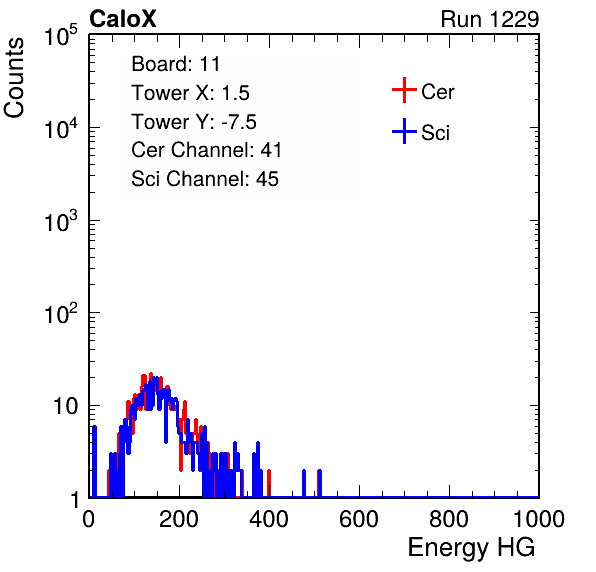 CaloX Run 1229
Counts
10^5
10^4
10^3
10^2
10
1
Board: 11
Tower X: 1.5
Tower Y: -7.5
Cer Channel: 41
Sci Channel: 45
Cer
Sci
0 200 400 600 800 1000
Energy HG